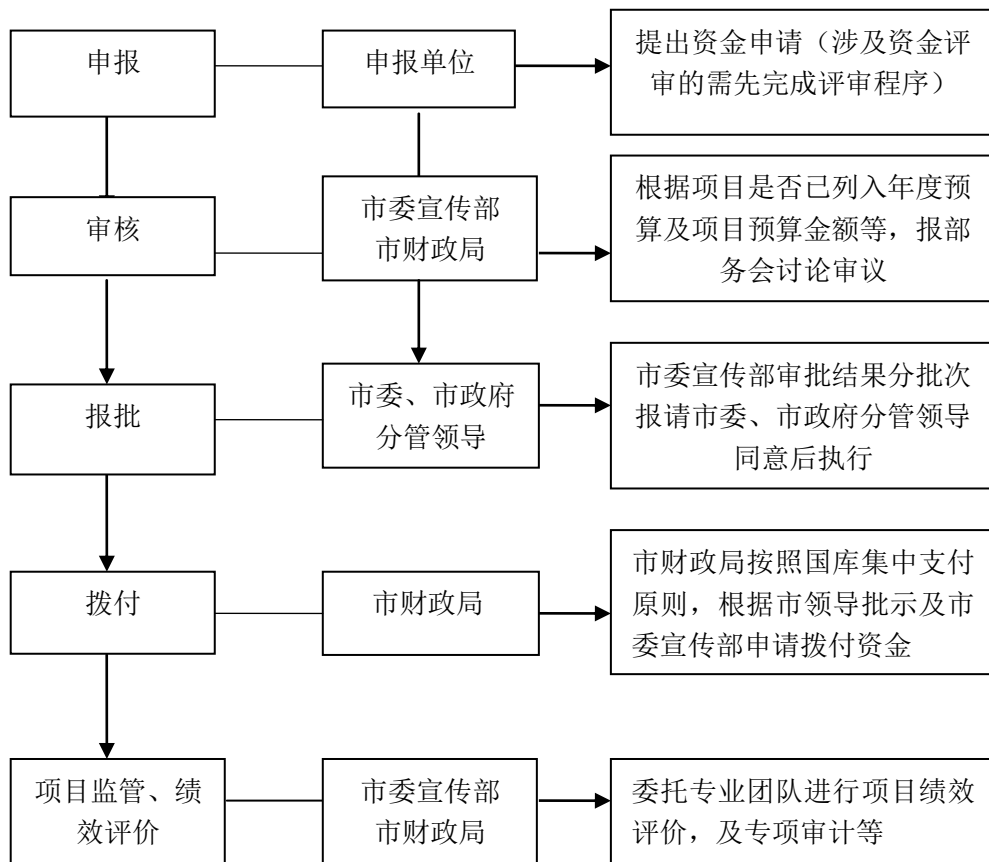 申报
申报单位
提出资金申请（涉及资金评
审的需先完成评审程序）
审核
市委宣传部
市财政局
根据项目是否已列入年度预
算及项目预算金额等，报部
务会讨论审议
报批
市委、市政府
分管领导
市委宣传部审批结果分批次
报请市委、市政府分管领导
同意后执行
拨付
市财政局
市财政局按照国库集中支付
原则，根据市领导批示及市
委宣传部申请拨付资金
项目监管、绩
效评价
市委宣传部
市财政局
委托专业团队进行项目绩效
评价，及专项审计等